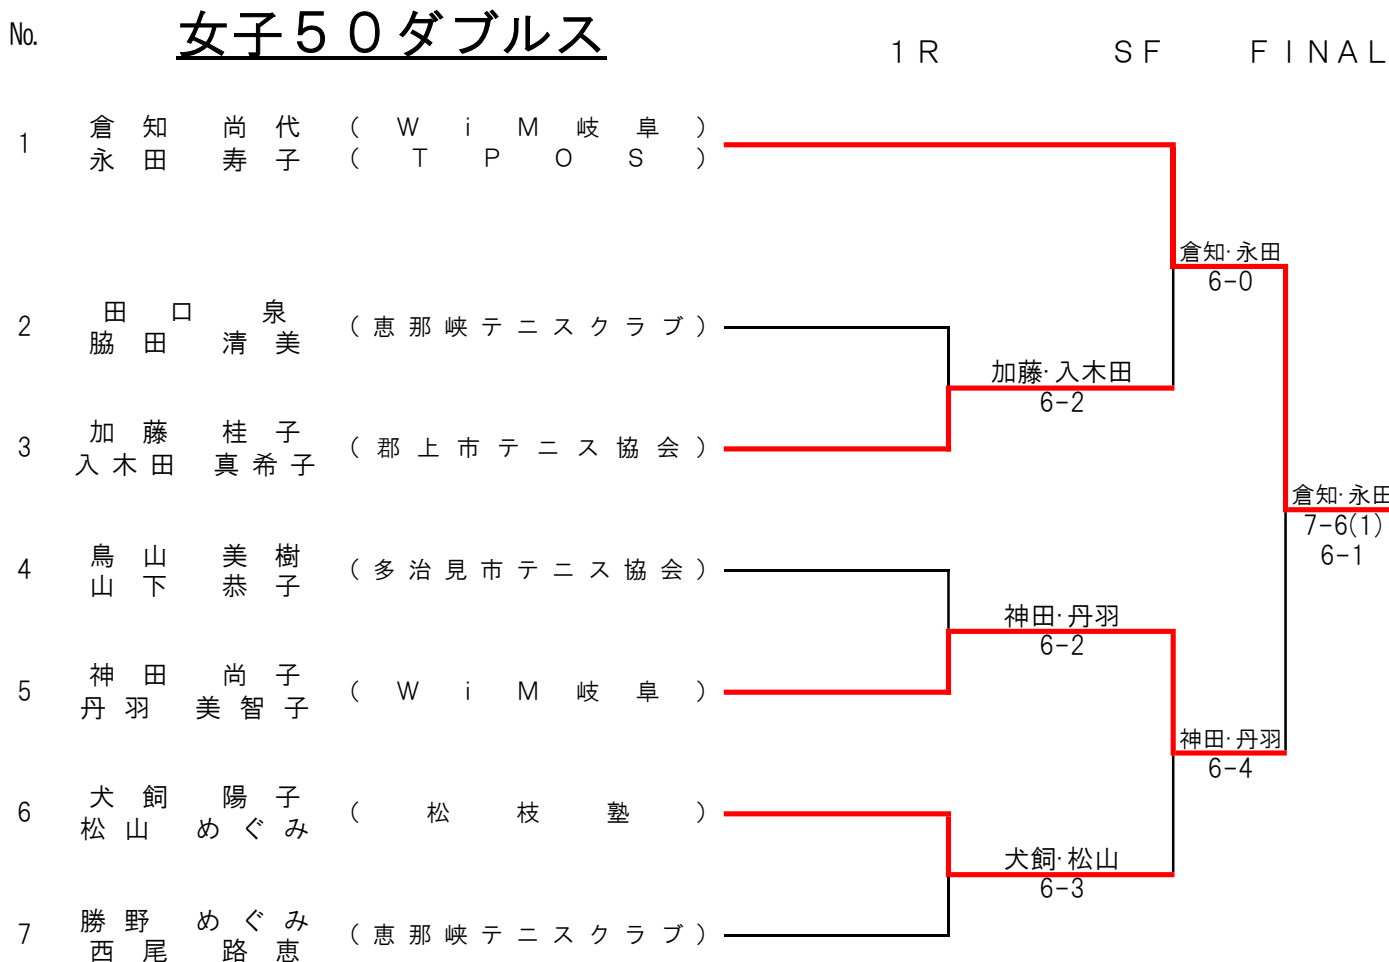 No. 女子５０ダブルス １Ｒ ＳＦ ＦＩＮＡＬ
1 倉知 尚代 （ＷｉＭ岐阜）
永田 寿子 （ＴＰＯＳ）
倉知･永田
6-0
2 田口 泉 （恵那峡テニスクラブ）
脇田 清美
加藤･入木田
6-2
3 加藤 桂子 （郡上市テニス協会）
入木田 真希子
倉知･永田
7-6(1)
6-1
4 鳥山 美樹 （多治見市テニス協会）
山下 恭子
神田･丹羽
6-2
5 神田 尚子 （ＷｉＭ岐阜）
丹羽 美智子
神田･丹羽
6-4
6 犬飼 陽子 （松枝塾）
松山 めぐみ
犬飼･松山
6-3
7 勝野 めぐみ （恵那峡テニスクラブ）
西尾 路恵